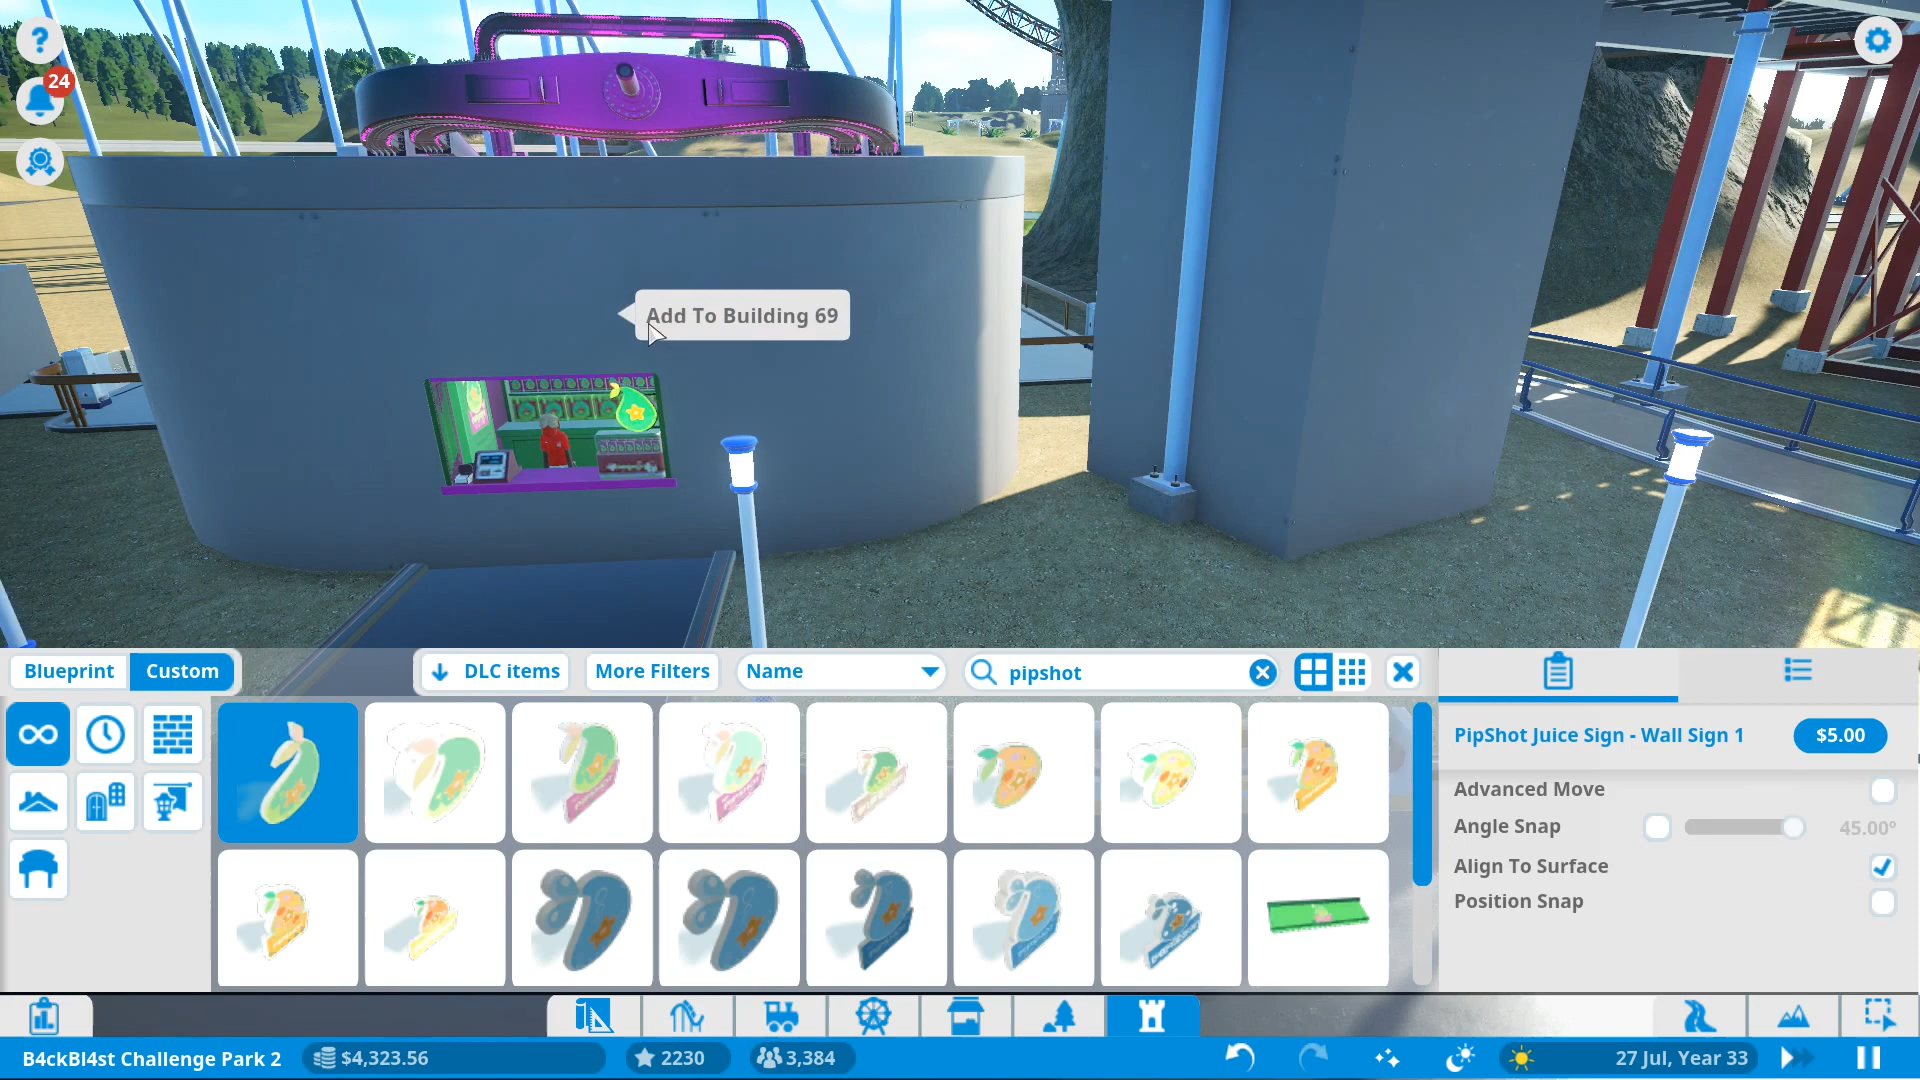 ?
24
Add To Building 69
Blueprint
Custom
DLC items
More Filters
Name
pipshot
PipShot Juice Sign - Wall Sign 1
$5.00
Advanced Move
Angle Snap
45.00°
Align To Surface
Position Snap
B4ckBl4st Challenge Park 2
$4,323.56
2230
3,384
27 Jul, Year 33